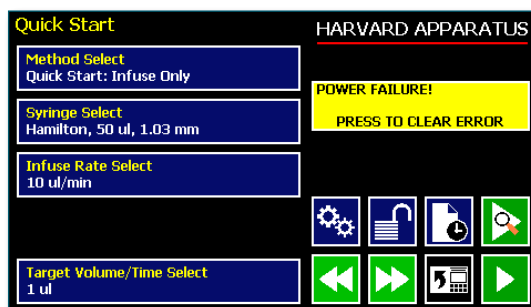 Quick Start
HARVARD APPARATUS
Method Select
Quick Start: Infuse Only
POWER FAILURE!
PRESS TO CLEAR ERROR
Syringe Select
Hamilton, 50 ul, 1.03 mm
Infuse Rate Select
10 ul/min
Target Volume/Time Select
1 ul